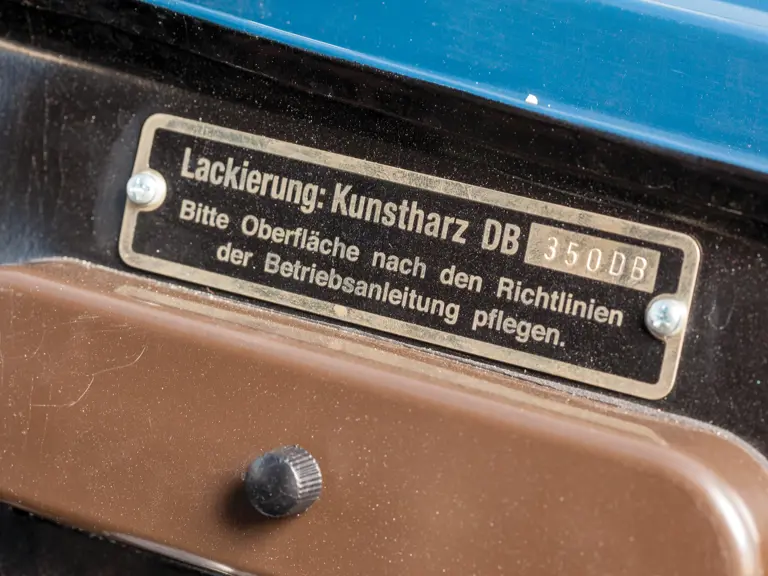 Lackierung: Kunstharz DB 350DB
Bitte Oberfläche nach den Richtlinien
der Betriebsanleitung pflegen.